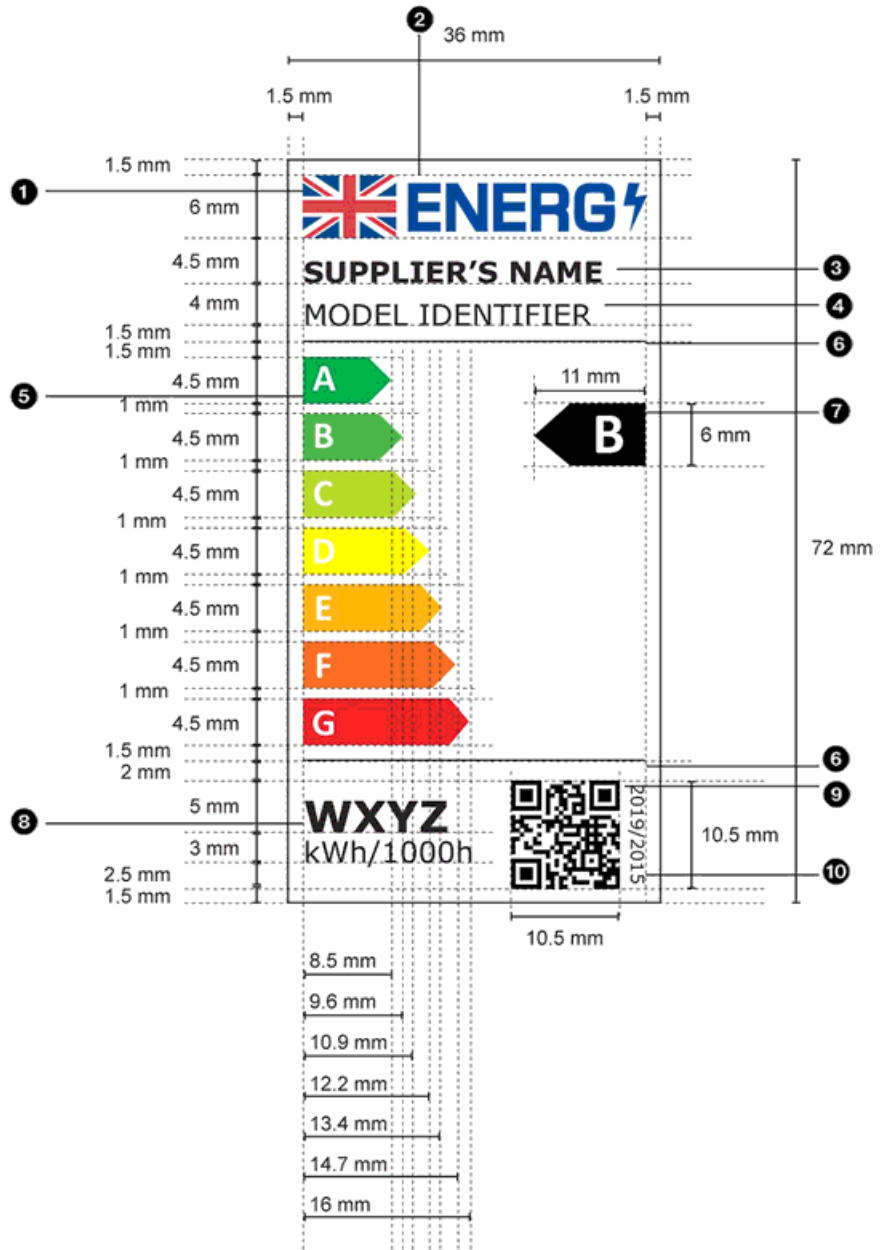 2
36 mm
1.5 mm 1.5 mm
1.5 mm
1
6 mm
ENERG
4.5 mm
SUPPLIER'S NAME
3
4 mm
MODEL IDENTIFIER
4
1.5 mm
6
1.5 mm
5
4.5 mm
A
11 mm
7
1 mm
4.5 mm
B
B
6 mm
1 mm
4.5 mm
C
1 mm
4.5 mm
D
72 mm
1 mm
4.5 mm
E
1 mm
4.5 mm
F
1 mm
4.5 mm
G
1.5 mm
6
2 mm
9
5 mm
8
WXYZ
2019/2015
10.5 mm
3 mm
kWh/1000h
10
2.5 mm
1.5 mm
10.5 mm
8.5 mm
9.6 mm
10.9 mm
12.2 mm
13.4 mm
14.7 mm
16 mm